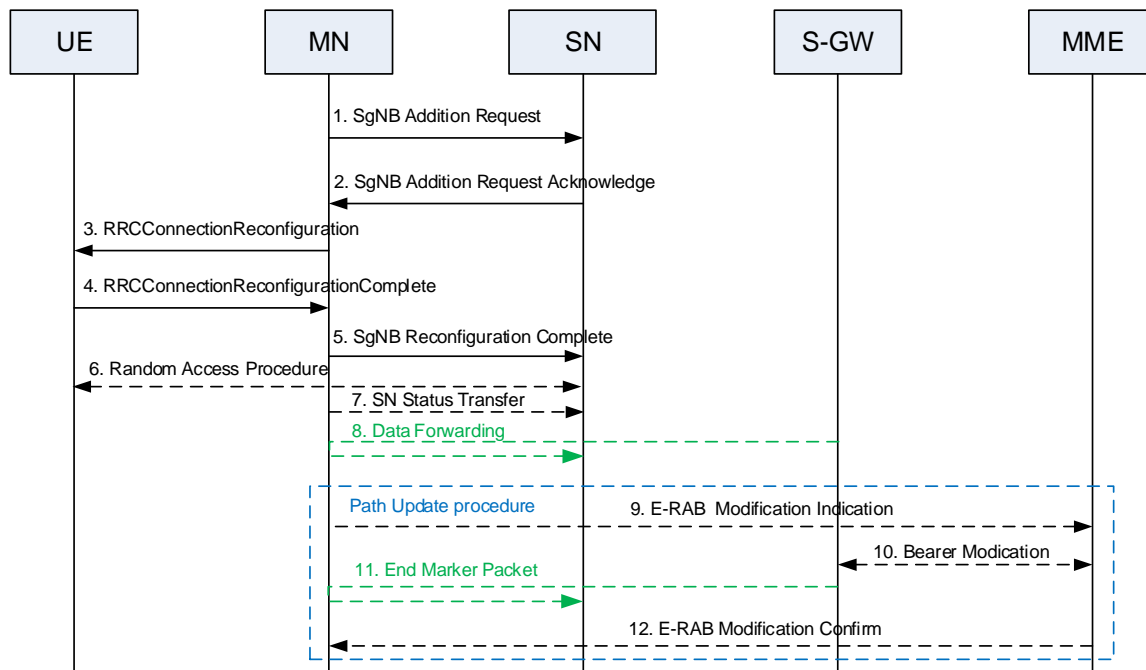 UE MN SN S-GW MME
1. SgNB Addition Request
2. SgNB Addition Request Acknowledge
3. RRCConnectionReconfiguration
4. RRCConnectionReconfigurationComplete
5. SgNB Reconfiguration Complete
6. Random Access Procedure
7. SN Status Transfer
8. Data Forwarding
Path Update procedure
9. E-RAB Modification Indication
10. Bearer Modication
11. End Marker Packet
12. E-RAB Modification Confirm